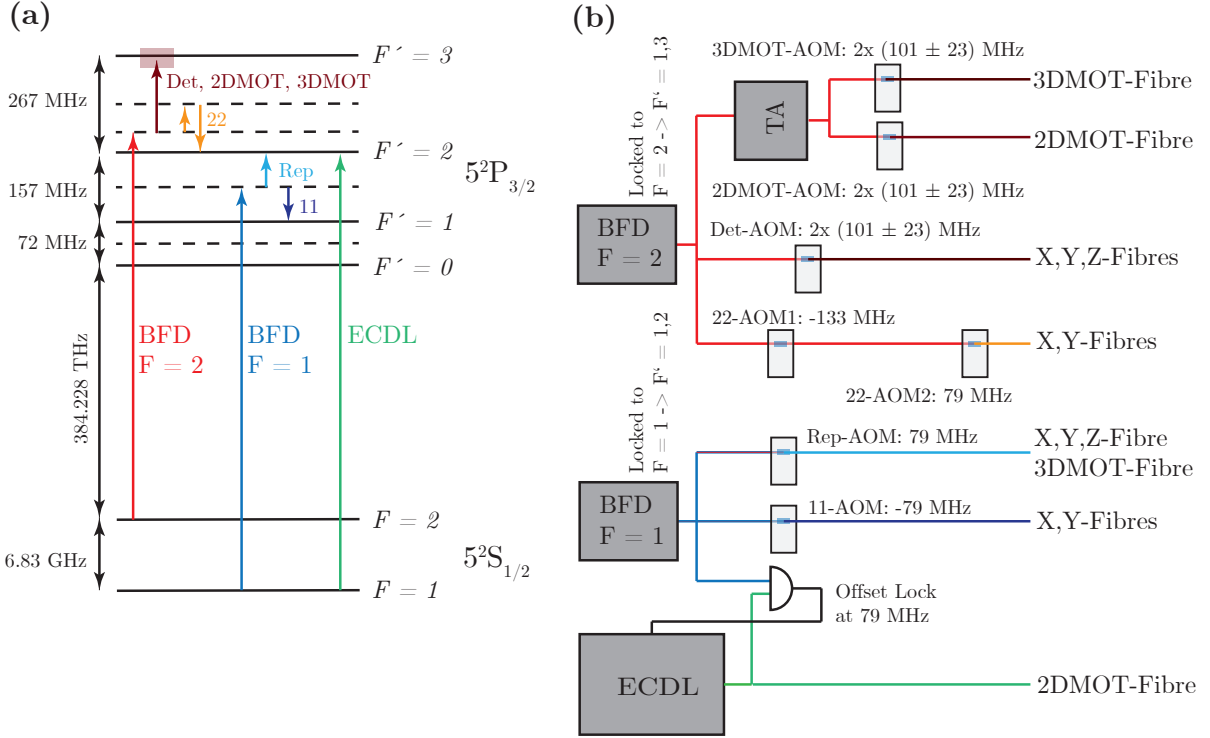 (a)
F´ = 3
Det, 2DMOT, 3DMOT
267 MHz
22
F´ = 2
Rep
5²P3/2
157 MHz
11
F´ = 1
72 MHz
F´ = 0
BFD
F = 2
BFD
F = 1
ECDL
384.228 THz
F = 2
6.83 GHz
5²S1/2
F = 1
(b)
3DMOT-AOM: 2x (101 ± 23) MHz
Locked to
F = 2 -> F‘ = 1,3
TA
3DMOT-Fibre
2DMOT-Fibre
2DMOT-AOM: 2x (101 ± 23) MHz
BFD
F = 2
Det-AOM: 2x (101 ± 23) MHz
X,Y,Z-Fibres
22-AOM1: -133 MHz
X,Y-Fibres
22-AOM2: 79 MHz
Locked to
F = 1 -> F‘ = 1,2
Rep-AOM: 79 MHz
X,Y,Z-Fibre
3DMOT-Fibre
BFD
F = 1
11-AOM: -79 MHz
X,Y-Fibres
Offset Lock
at 79 MHz
ECDL
2DMOT-Fibre